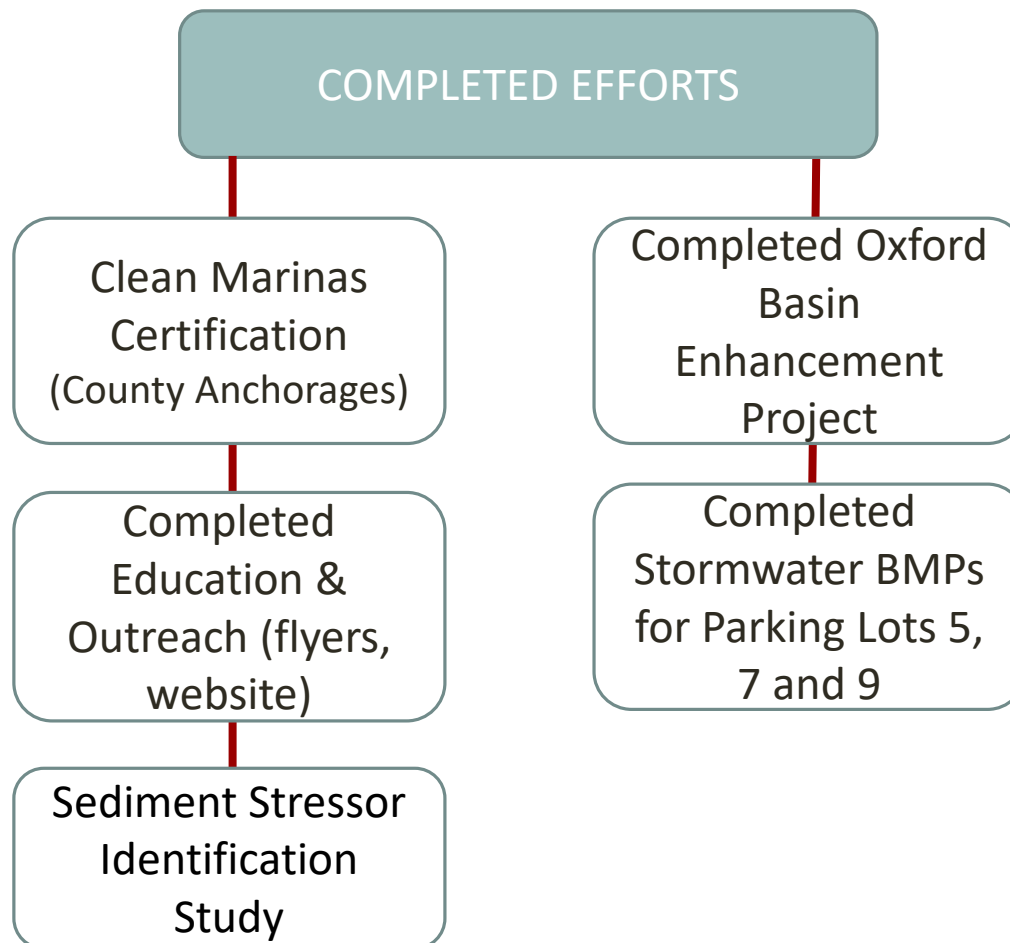 COMPLETED EFFORTS
Clean Marinas
Certification
(County Anchorages)
Completed
Education &
Outreach (flyers,
website)
Sediment Stressor
Identification
Study
Completed Oxford
Basin
Enhancement
Project
Completed
Stormwater BMPs
for Parking Lots 5,
7 and 9